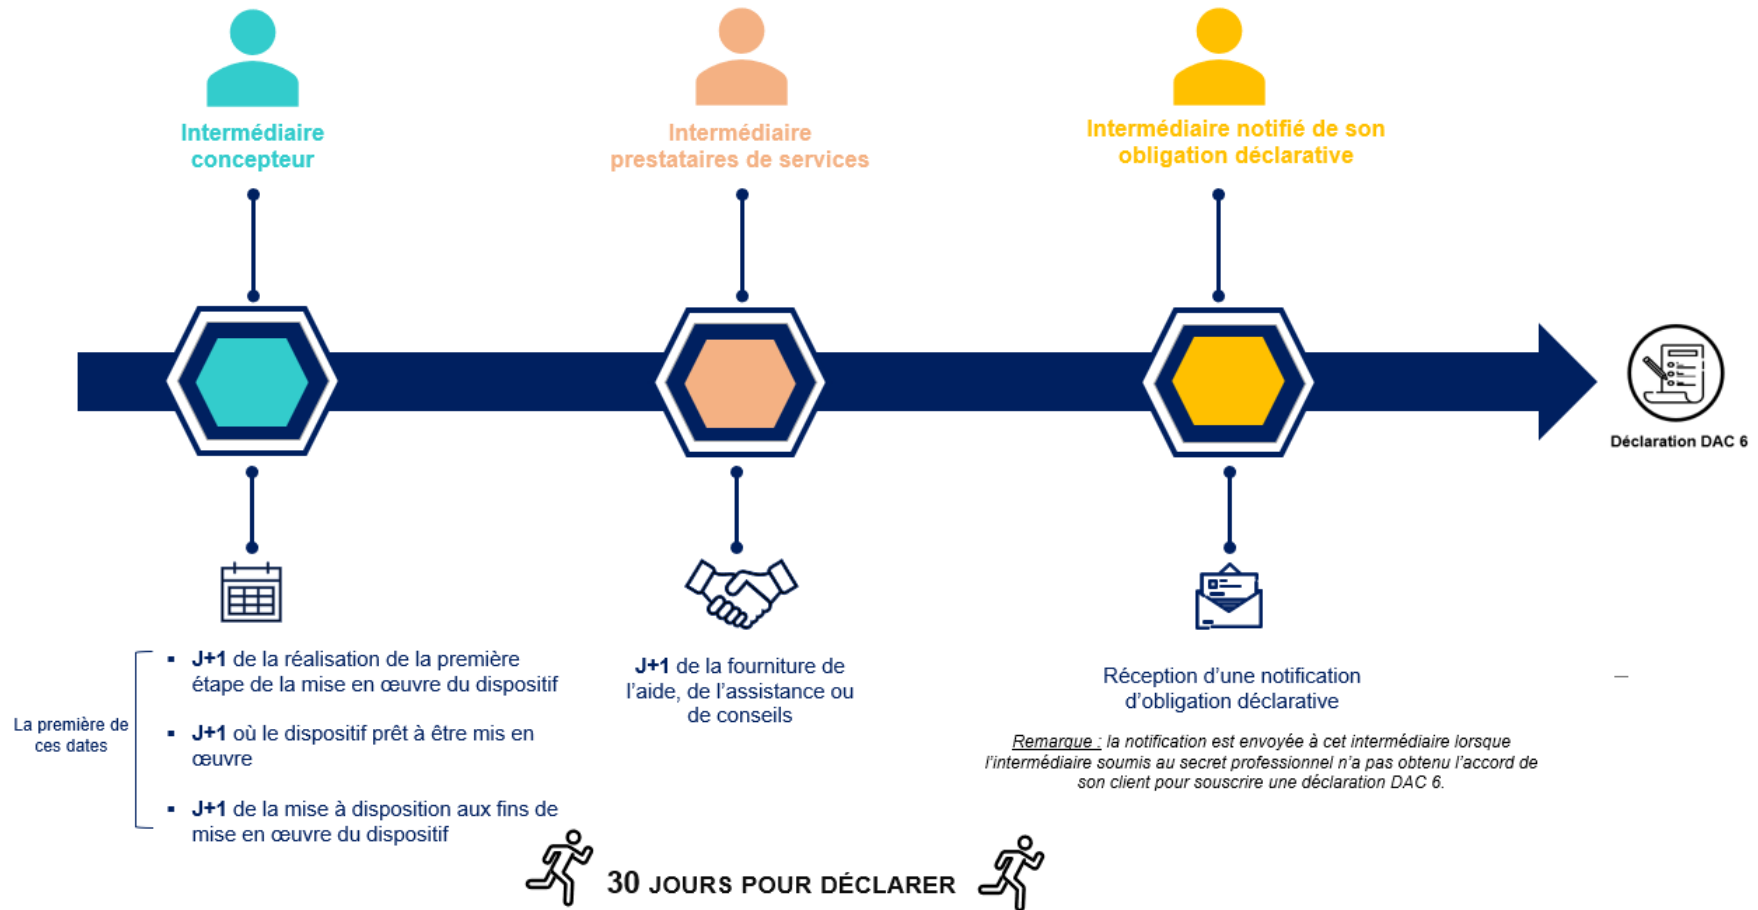 Intermédiaire
concepteur
Intermédiaire
prestataires de services
Intermédiaire notifié de son
obligation déclarative
Déclaration DAC 6
La première de
ces dates
▪ J+1 de la réalisation de la première
étape de la mise en œuvre du dispositif
▪ J+1 où le dispositif prêt à être mis en
œuvre
▪ J+1 de la mise à disposition aux fins de
mise en œuvre du dispositif
J+1 de la fourniture de
l’aide, de l’assistance ou
de conseils
Réception d’une notification
d’obligation déclarative
Remarque : la notification est envoyée à cet intermédiaire lorsque
l’intermédiaire soumis au secret professionnel n’a pas obtenu l’accord de
son client pour souscrire une déclaration DAC 6.
30 JOURS POUR DÉCLARER